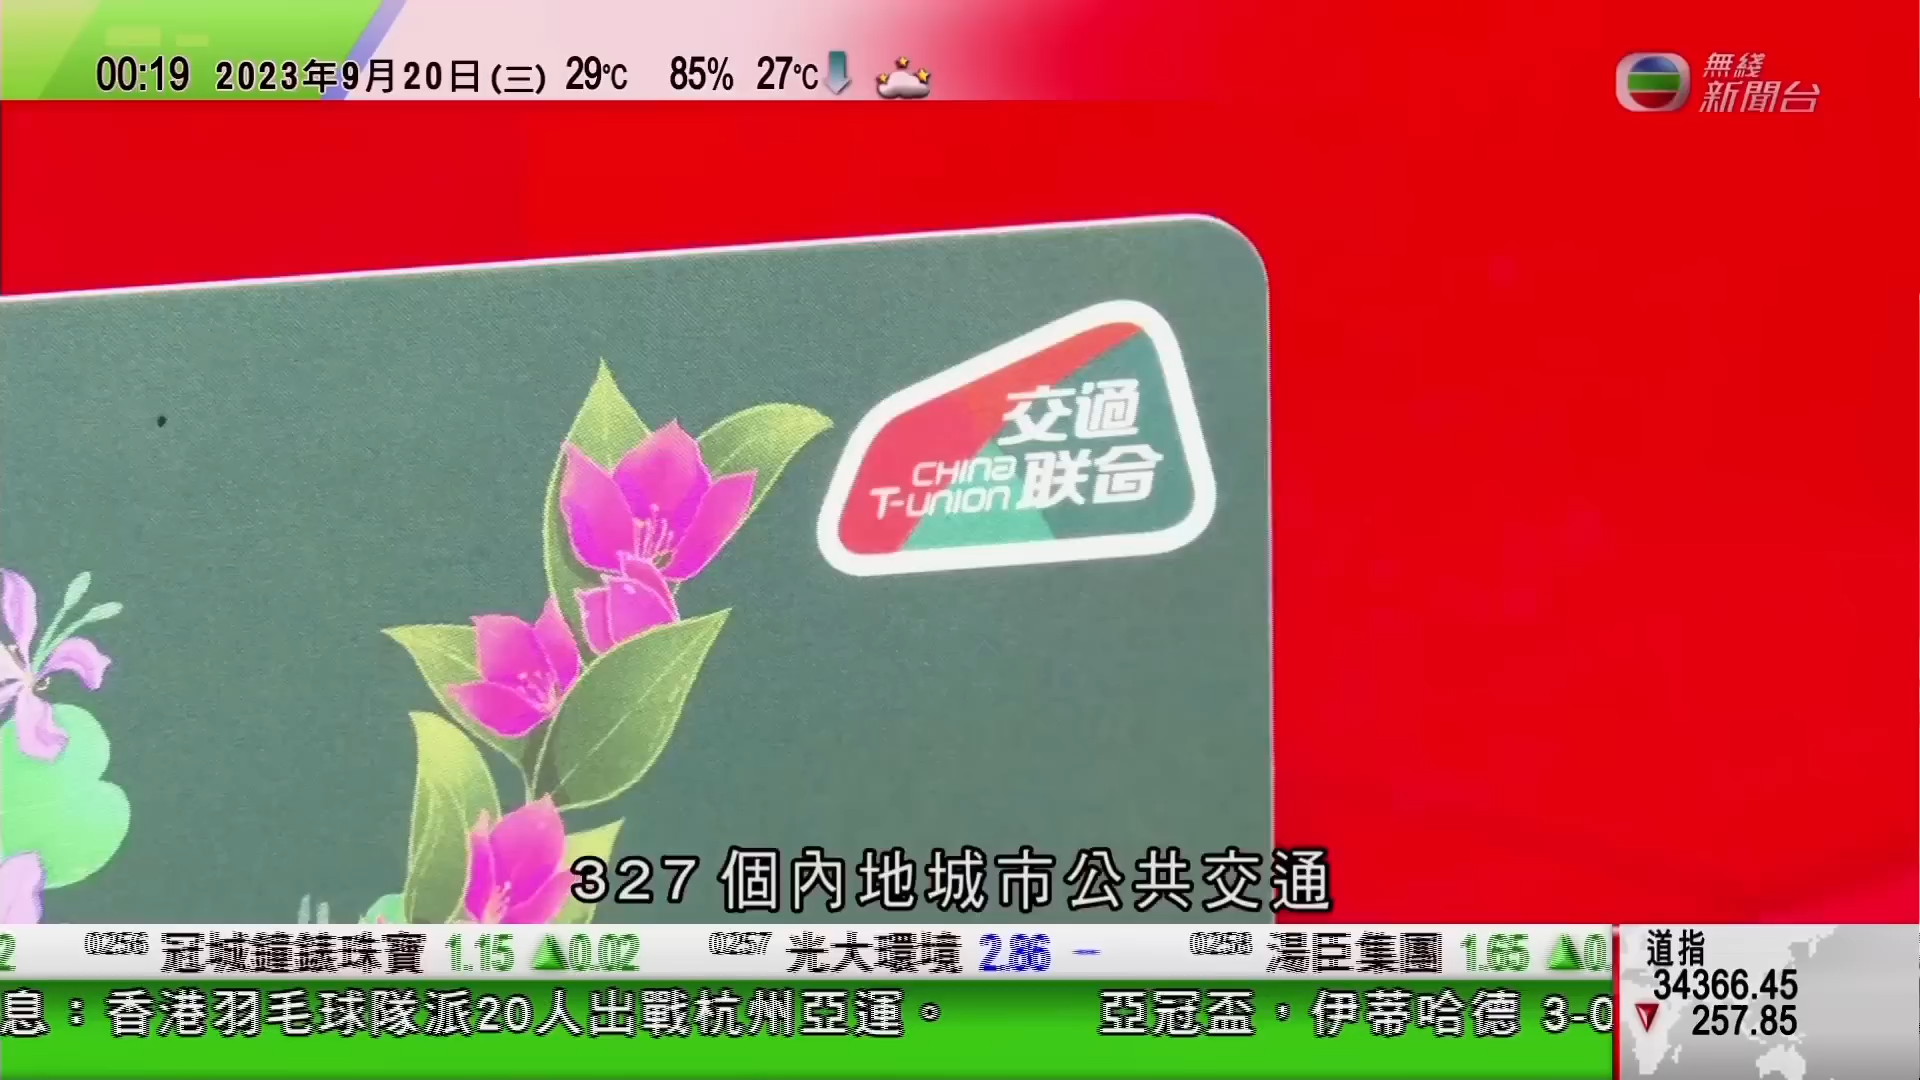 00:19 2023年9月20日(三) 29℃ 85% 27℃
無綫
新聞台
交通
CHINA 联合
T-UNION
327個內地城市公共交通
2 0256 冠城鐘錶珠寶 1.15 ▲0.02 0257 光大環境 2.86 – 0258 湯臣集團 1.65 ▲0
息：香港羽毛球隊派20人出戰杭州亞運。 亞冠盃，伊蒂哈德 3-0
道指
34366.45
▼ 257.85